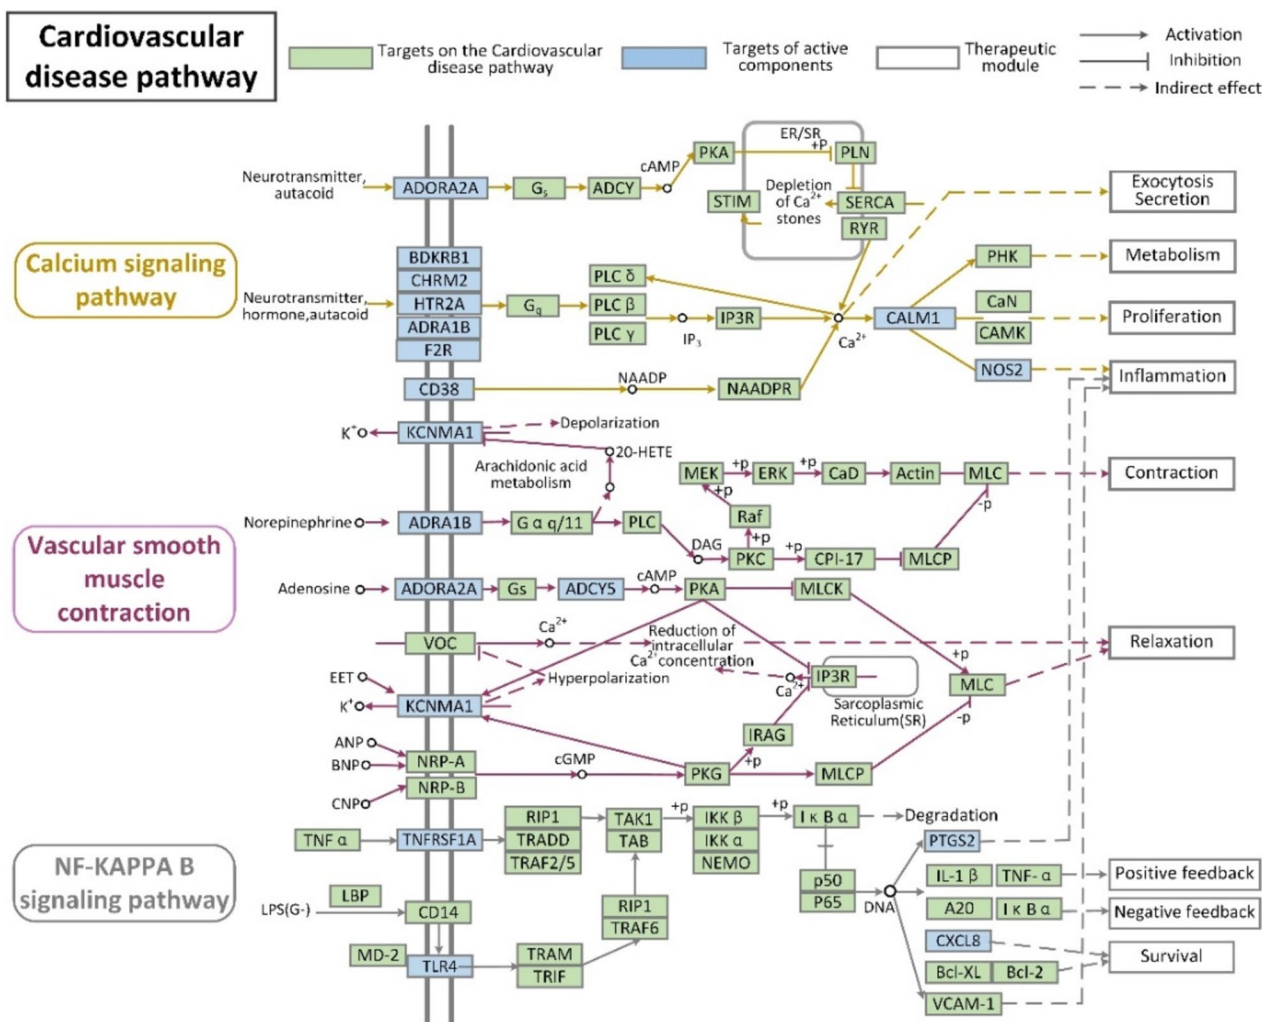 Cardiovascular
disease pathway
Targets on the Cardiovascular
disease pathway
Targets of active
components
Therapeutic
module
Activation
Inhibition
Indirect effect
Calcium signaling
pathway
Neurotransmitter,
autacoid
ADORA2A
Gs
ADCY
cAMP
PKA
ER/SR
+P
PLN
STIM
Depletion
of Ca2+
stones
SERCA
RYR
Exocytosis
Secretion
BDKRB1
CHRM2
Neurotransmitter,
hormone,autacoid
HTR2A
ADRA1B
F2R
Gq
PLC δ
PLC β
PLC γ
IP3
IP3R
Ca2+
CALM1
PHK
Metabolism
CaN
CAMK
Proliferation
NOS2
Inflammation
CD38
NAADP
NAADPR
Vascular smooth
muscle
contraction
K+
KCNMA1
Depolarization
20-HETE
Arachidonic acid
metabolism
Norepinephrine
ADRA1B
G α q/11
PLC
DAG
PKC
+p
Raf
+p
MEK
+p
ERK
+p
CaD
Actin
MLC
Contraction
-p
+p
CPI-17
MLCP
Adenosine
ADORA2A
Gs
ADCY5
cAMP
PKA
MLCK
VOC
Ca2+
Reduction of
intracellular
Ca2+concentration
+p
Relaxation
EET
K+
KCNMA1
Hyperpolarization
Ca2+
IP3R
Sarcoplasmic
Reticulum(SR)
MLC
-p
IRAG
ANP
BNP
CNP
NRP-A
NRP-B
cGMP
PKG
+p
MLCP
NF-KAPPA B
signaling pathway
TNF α
TNFRSF1A
RIP1
TRADD
TRAF2/5
TAK1
TAB
+p
IKK β
IKK α
NEMO
+p
I κ B α
Degradation
p50
P65
DNA
PTGS2
IL-1 β
TNF- α
Positive feedback
A20
I κ B α
Negative feedback
CXCL8
Survival
Bcl-XL
Bcl-2
VCAM-1
LPS(G-)
LBP
CD14
MD-2
TLR4
TRAM
TRIF
RIP1
TRAF6